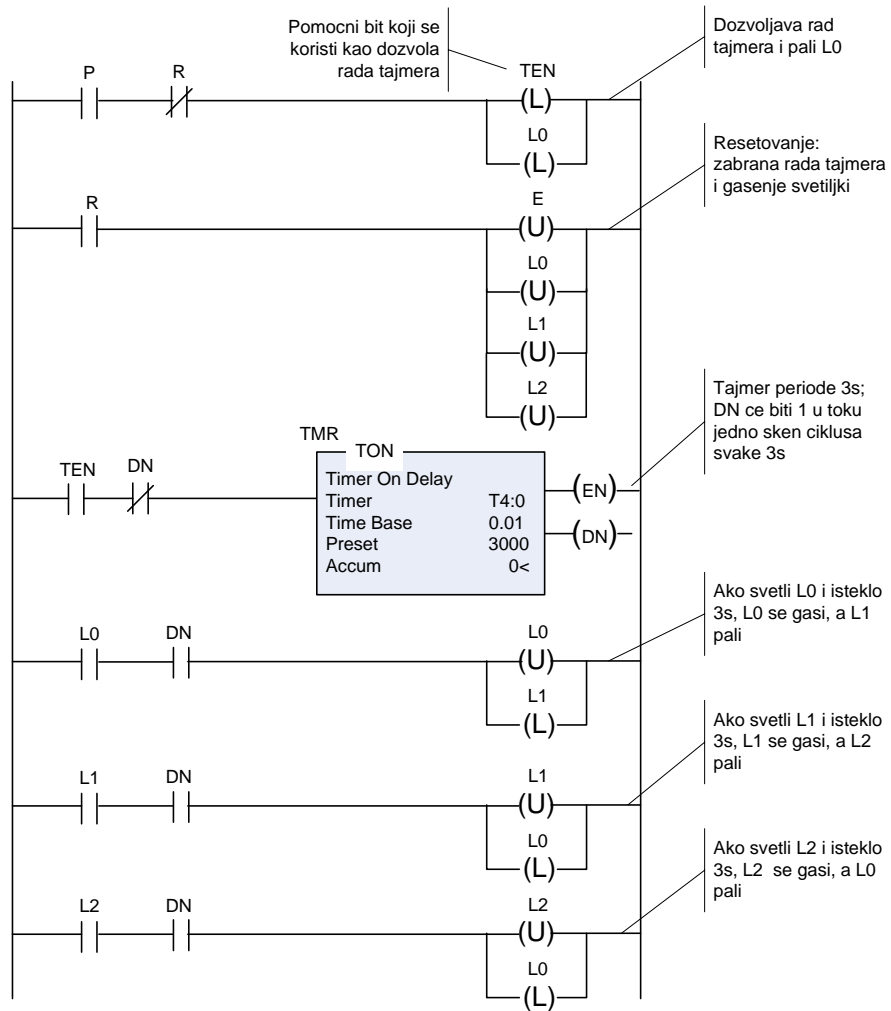 Pomocni bit koji se
koristi kao dozvola
rada tajmera
Dozvoljava rad
tajmera i pali L0
P
R
TEN
(L)
L0
(L)
Resetovanje:
zabrana rada tajmera
i gasenje svetiljki
R
E
(U)
L0
(U)
L1
(U)
L2
(U)
Tajmer periode 3s;
DN ce biti 1 u toku
jedno sken ciklusa
svake 3s
TEN
DN
TMR
TON
Timer On Delay
Timer T4:0
Time Base 0.01
Preset 3000
Accum 0<
(EN)
(DN)
Ako svetli L0 i isteklo
3s, L0 se gasi, a L1
pali
L0
DN
L0
(U)
L1
(L)
Ako svetli L1 i isteklo
3s, L1 se gasi, a L2
pali
L1
DN
L1
(U)
L0
(L)
Ako svetli L2 i isteklo
3s, L2 se gasi, a L0
pali
L2
DN
L2
(U)
L0
(L)